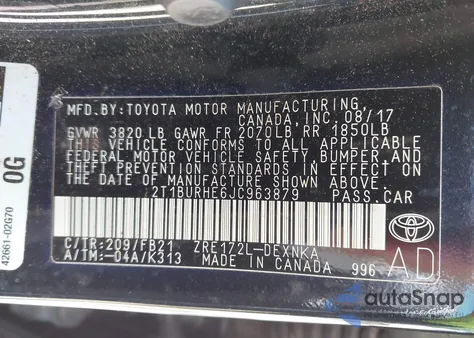 MFD.BY: TOYOTA MOTOR MANUFACTURING,
CANADA, INC. 08/17
GVWR 3820 LB GAWR FR 2070LB RR 1850LB
THIS VEHICLE CONFORMS TO ALL APPLICABLE
FEDERAL MOTOR VEHICLE SAFETY, BUMPER, AND
THEFT PREVENTION STANDARDS IN EFFECT ON
THE DATE OF MANUFACTURE SHOWN ABOVE.
2T1BURHE6JC963879 PASS.CAR
C/TR: 209/FB21 ZRE172L-DEXNKA
A/TM: -04A/K313 MADE IN CANADA 996 AD
TOYOTA
0G
42661-02G70
autoSnap